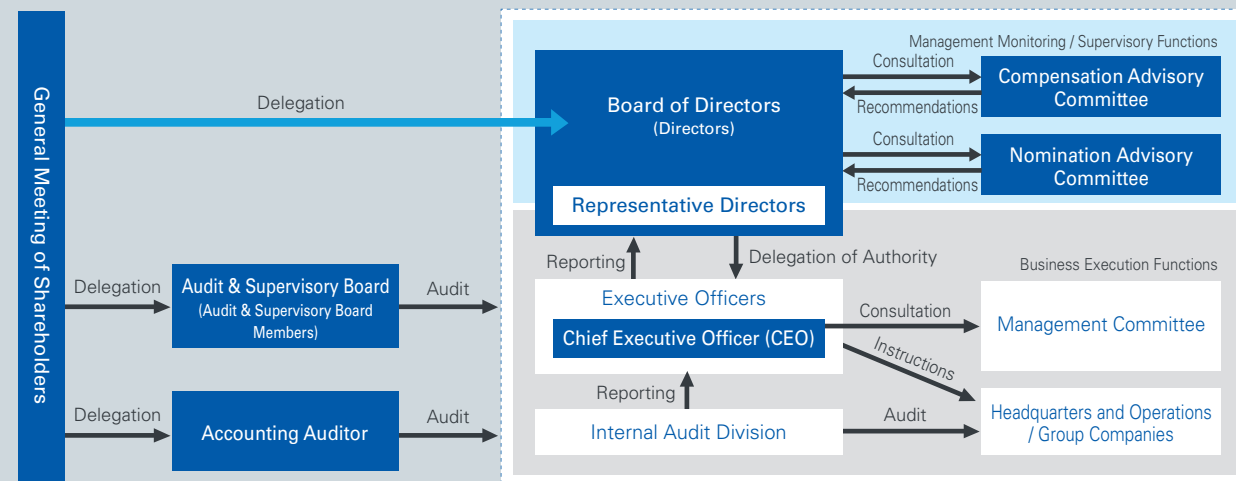 General Meeting of Shareholders
Delegation
Management Monitoring / Supervisory Functions
Board of Directors
(Directors)
Representative Directors
Consultation
Recommendations
Compensation Advisory
Committee
Consultation
Recommendations
Nomination Advisory
Committee
Reporting
Delegation of Authority
Business Execution Functions
Delegation
Audit & Supervisory Board
(Audit & Supervisory Board
Members)
Audit
Executive Officers
Chief Executive Officer (CEO)
Consultation
Management Committee
Instructions
Reporting
Delegation
Accounting Auditor
Audit
Internal Audit Division
Audit
Headquarters and Operations
/ Group Companies